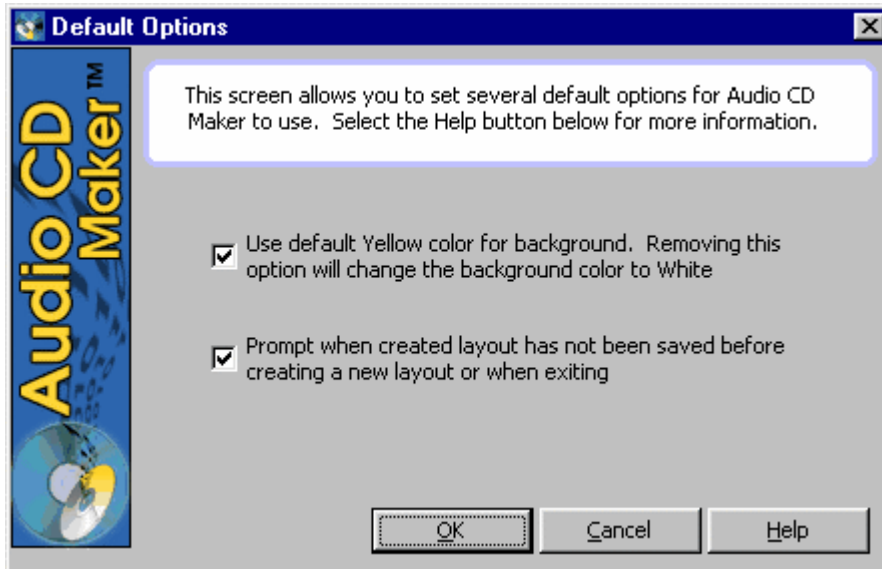 Default Options
Audio CD
Maker™
This screen allows you to set several default options for Audio CD
Maker to use.  Select the Help button below for more information.
Use default Yellow color for background.  Removing this
option will change the background color to White
Prompt when created layout has not been saved before
creating a new layout or when exiting
OK
Cancel
Help